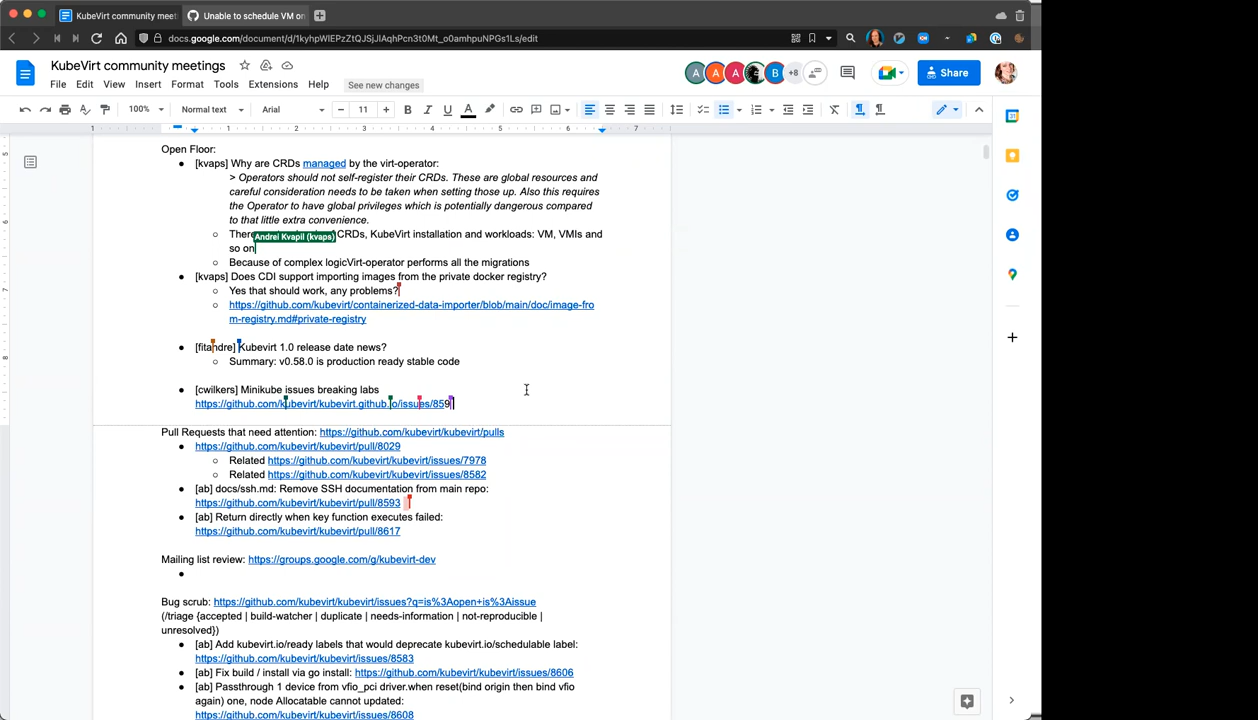 KubeVirt community meeti
Unable to schedule VM on
docs.google.com/document/d/1kyhpWIEPzZtQJSjJIAqhPcn3t0Mt_o0amhpuNPGs1Ls/edit
KubeVirt community meetings
File Edit View Insert Format Tools Extensions Help See new changes
A A A B +8 Share
100% Normal text Arial 11
1 1 2 3 4 5 6 7
Open Floor:
[kvaps] Why are CRDs managed by the virt-operator:
> Operators should not self-register their CRDs. These are global resources and
careful consideration needs to be taken when setting those up. Also this requires
the Operator to have global privileges which is potentially dangerous compared
to that little extra convenience.
Andrei Kvapil (kvaps)
CRDs, KubeVirt installation and workloads: VM, VMIs and
so on
Because of complex logicVirt-operator performs all the migrations
[kvaps] Does CDI support importing images from the private docker registry?
Yes that should work, any problems?
https://github.com/kubevirt/containerized-data-importer/blob/main/doc/image-fro
m-registry.md#private-registry
[fitandre] Kubevirt 1.0 release date news?
Summary: v0.58.0 is production ready stable code
[cwilkers] Minikube issues breaking labs
https://github.com/kubevirt/kubevirt.github.io/issues/859
Pull Requests that need attention: https://github.com/kubevirt/kubevirt/pulls
https://github.com/kubevirt/kubevirt/pull/8029
Related https://github.com/kubevirt/kubevirt/issues/7978
Related https://github.com/kubevirt/kubevirt/issues/8582
[ab] docs/ssh.md: Remove SSH documentation from main repo:
https://github.com/kubevirt/kubevirt/pull/8593
[ab] Return directly when key function executes failed:
https://github.com/kubevirt/kubevirt/pull/8617
Mailing list review: https://groups.google.com/g/kubevirt-dev
Bug scrub: https://github.com/kubevirt/kubevirt/issues?q=is%3Aopen+is%3Aissue
(/triage {accepted | build-watcher | duplicate | needs-information | not-reproducible |
unresolved})
[ab] Add kubevirt.io/ready labels that would deprecate kubevirt.io/schedulable label:
https://github.com/kubevirt/kubevirt/issues/8583
[ab] Fix build / install via go install: https://github.com/kubevirt/kubevirt/issues/8606
[ab] Passthrough 1 device from vfio_pci driver.when reset(bind origin then bind vfio
again) one, node Allocatable cannot updated:
https://github.com/kubevirt/kubevirt/issues/8608